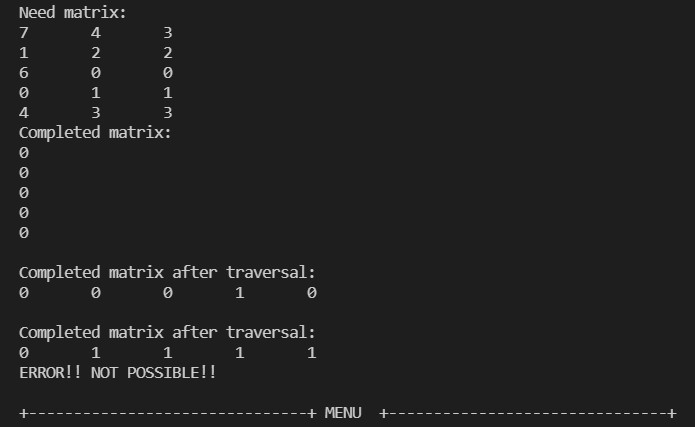 Need matrix:
7 4 3
1 2 2
6 0 0
0 1 1
4 3 3
Completed matrix:
0
0
0
0
0
Completed matrix after traversal:
0 0 0 1 0
Completed matrix after traversal:
0 1 1 1 1
ERROR!! NOT POSSIBLE!!
+-------------------------------+ MENU +-------------------------------+